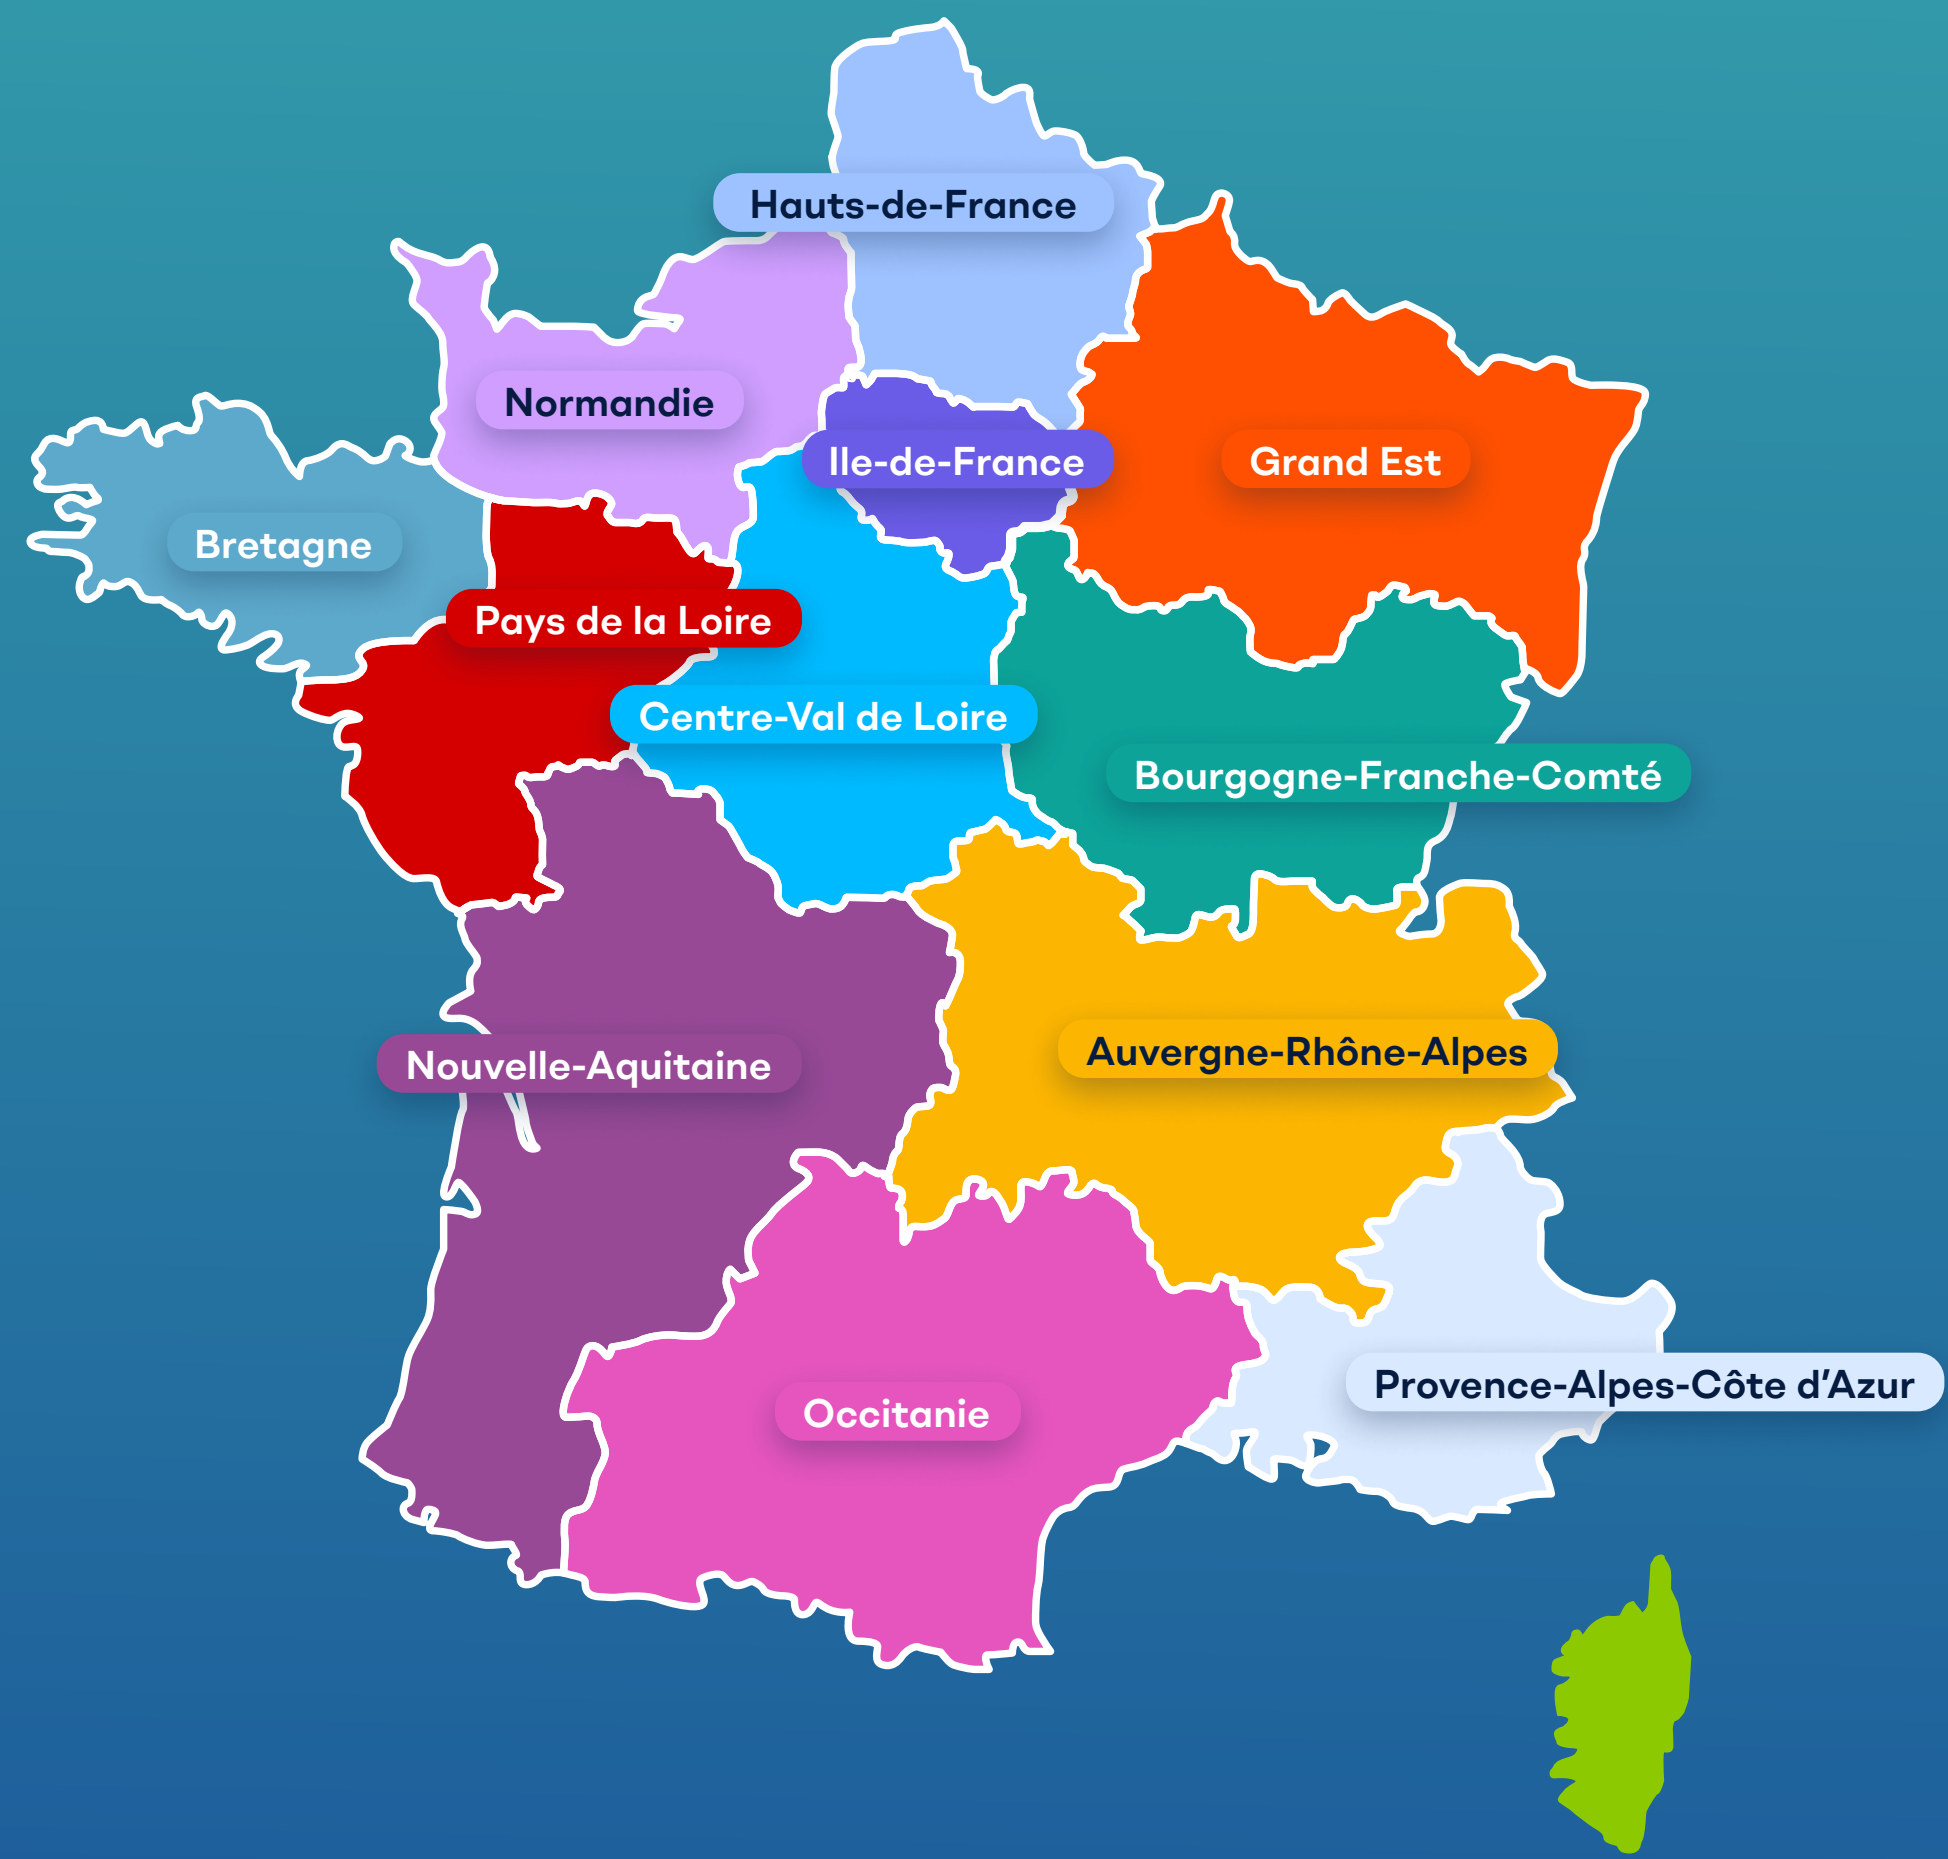 Hauts-de-France
Normandie
Ile-de-France
Grand Est
Bretagne
Pays de la Loire
Centre-Val de Loire
Bourgogne-Franche-Comté
Nouvelle-Aquitaine
Auvergne-Rhône-Alpes
Provence-Alpes-Côte d’Azur
Occitanie